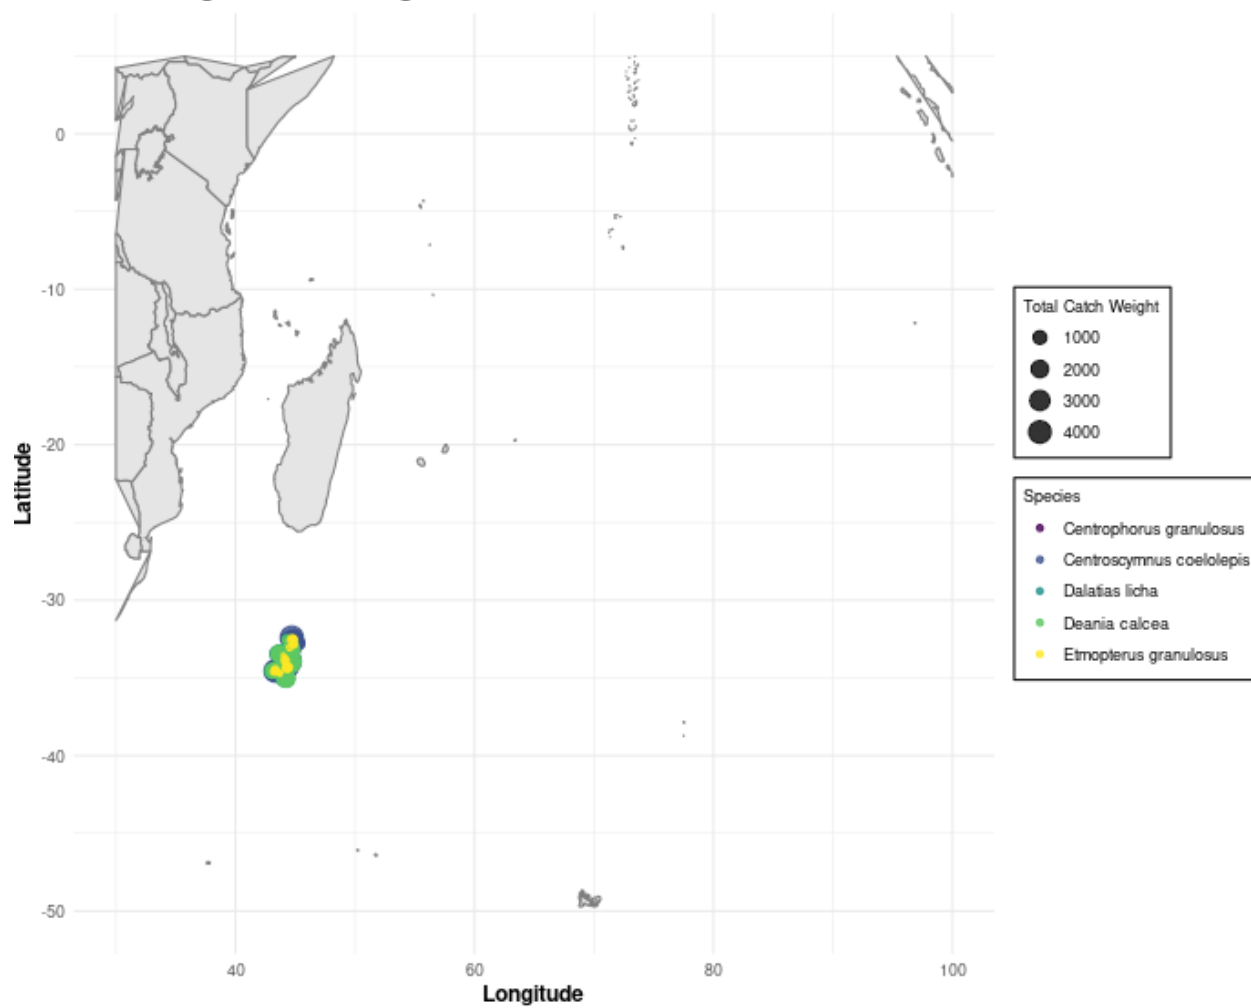 0
-10
-20
-30
-40
-50
Latitude
40
60
80
100
Longitude
Total Catch Weight
1000
2000
3000
4000
Species
Centrophorus granulosus
Centroscymnus coelolepis
Dalatias licha
Deania calcea
Etmopterus granulosus